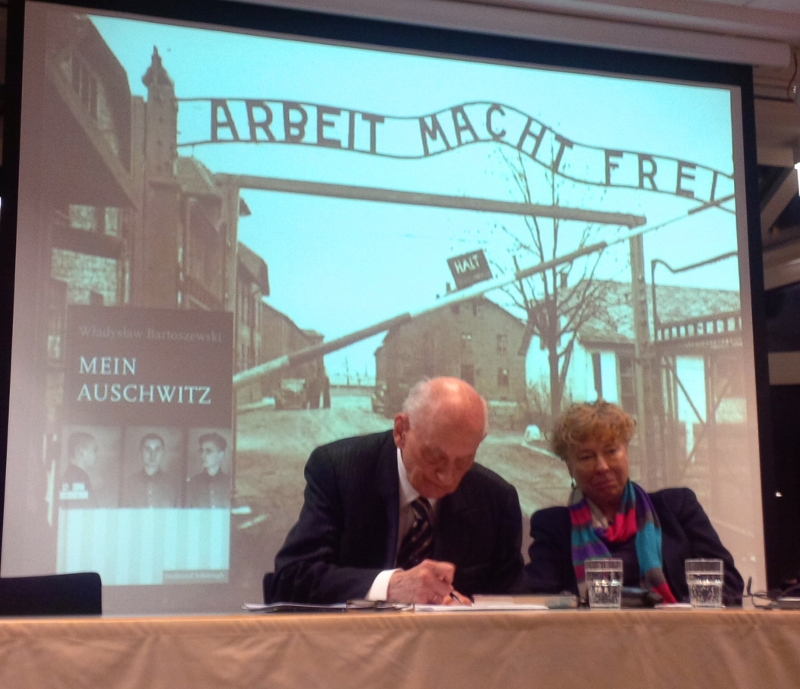 ARBEIT MACHT FREI
HALT
Władysław Bartoszewski
MEIN
AUSCHWITZ